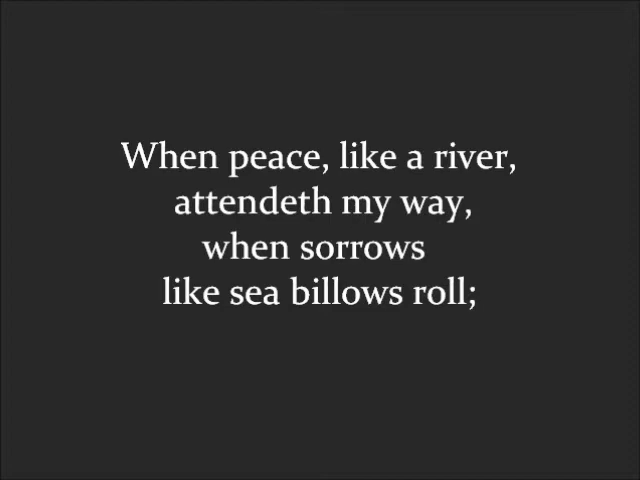 When peace, like a river,
attendeth my way,
when sorrows
like sea billows roll;